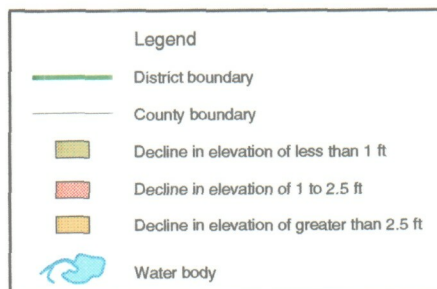 Legend
District boundary
County boundary
Decline in elevation of less than 1 ft
Decline in elevation of 1 to 2.5 ft
Decline in elevation of greater than 2.5 ft
Water body